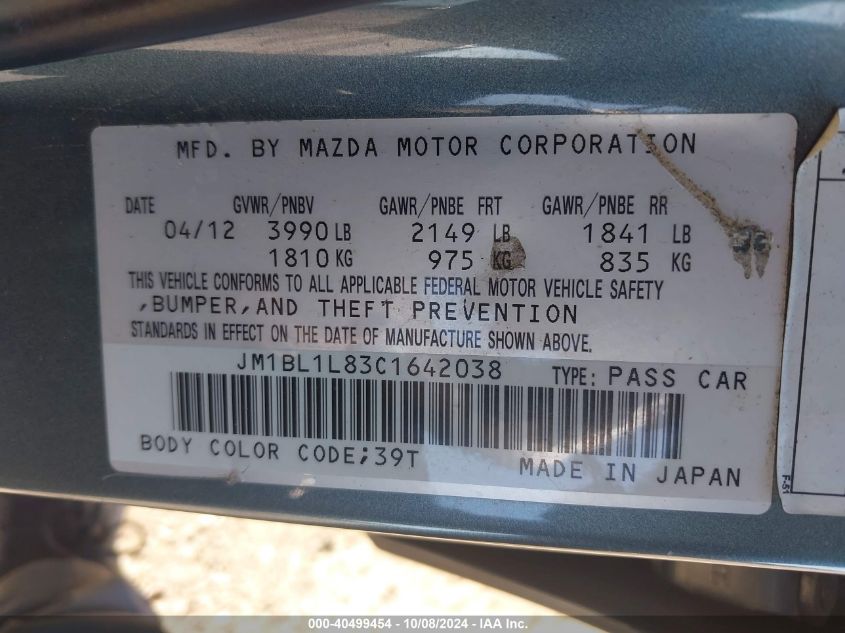 MFD. BY MAZDA MOTOR CORPORATION
DATE GVWR/PNBV GAWR/PNBE FRT GAWR/PNBE RR
04/12 3990 LB 2149 LB 1841 LB
1810 KG 975 KG 835 KG
THIS VEHICLE CONFORMS TO ALL APPLICABLE FEDERAL MOTOR VEHICLE SAFETY
,BUMPER,AND THEFT PREVENTION
STANDARDS IN EFFECT ON THE DATE OF MANUFACTURE SHOWN ABOVE.
JM1BL1L83C1642038 TYPE: PASS CAR
BODY COLOR CODE;39T
MADE IN JAPAN
F-51
000-40499454 - 10/08/2024 - IAA Inc.